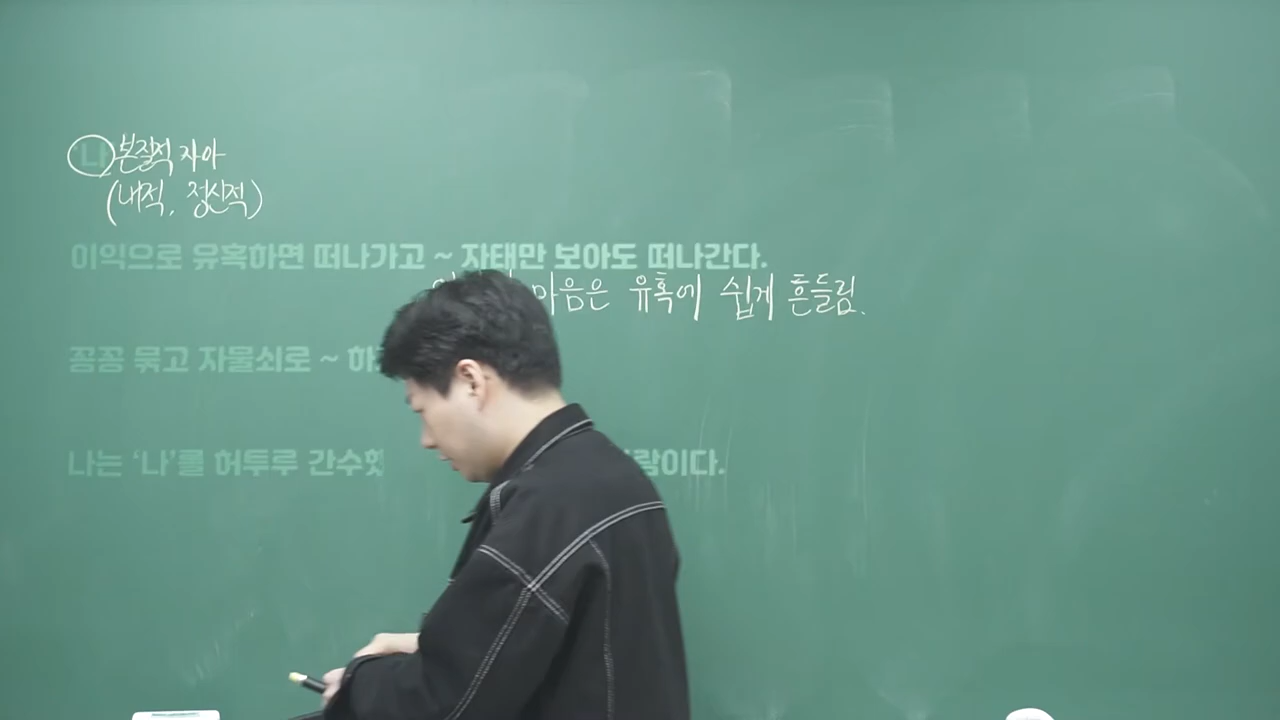 '나' 본질적 자아
(내적, 정신적)
이익으로 유혹하면 떠나가고 ~ 자태만 보아도 떠나간다.
마음은 유혹에 쉽게 흔들림.
꽁꽁 묶고 자물쇠로 ~
나는 '나'를 허투루 간수했
람이다.